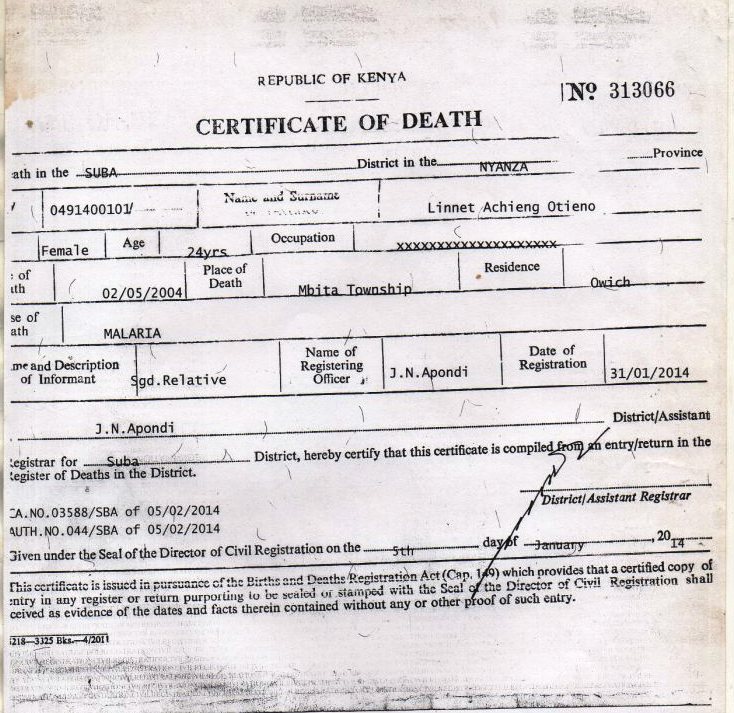 REPUBLIC OF KENYA
Nº 313066
CERTIFICATE OF DEATH
ath in the SUBA District in the NYANZA Province
0491400101/ Name and Surname Linnet Achieng Otieno
Female Age 24yrs Occupation xxxxxxxxxxxxxxxxxxxx
of
th 02/05/2004 Place of Death Mbita Township Residence Owich
se of
ath MALARIA
me and Description of Informant Sgd.Relative Name of Registering Officer J.N.Apondi Date of Registration 31/01/2014
J.N.Apondi District/Assistant
egistrar for Suba District, hereby certify that this certificate is compiled from an entry/return in the
egister of Deaths in the District.
CA.NO.03588/SBA of 05/02/2014
District/Assistant Registrar
AUTH.NO.044/SBA of 05/02/2014
Given under the Seal of the Director of Civil Registration on the 5th day of January, 2014
This certificate is issued in pursuance of the Births and Deaths Registration Act (Cap. 149) which provides that a certified copy of
entry in any register or return purporting to be sealed or stamped with the Seal of the Director of Civil Registration shall
ceived as evidence of the dates and facts therein contained without any or other proof of such entry.
218—3325 Bks.—4/2011